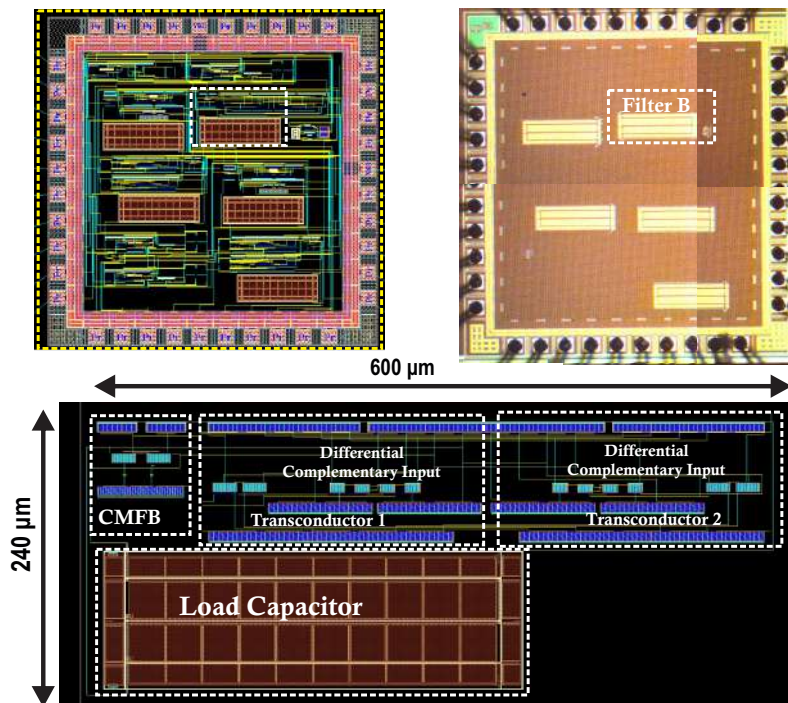 Filter B
600 µm
240 µm
Differential
Complementary Input
Differential
Complementary Input
CMFB
Transconductor 1
Transconductor 2
Load Capacitor